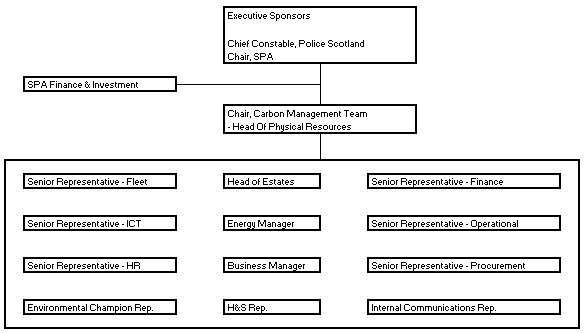 Executive Sponsors
Chief Constable, Police Scotland
Chair, SPA
SPA Finance & Investment
Chair, Carbon Management Team
- Head Of Physical Resources
Senior Representative - Fleet
Head of Estates
Senior Representative - Finance
Senior Representative - ICT
Energy Manager
Senior Representative - Operational
Senior Representative - HR
Business Manager
Senior Representative - Procurement
Environmental Champion Rep.
H&S Rep.
Internal Communications Rep.